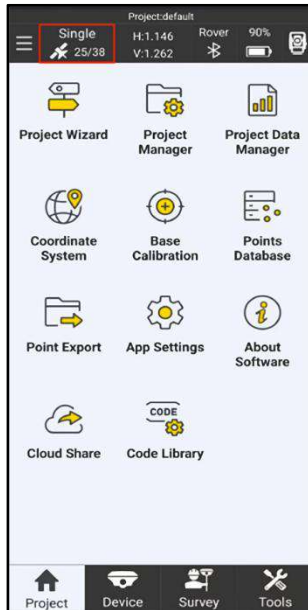 Project:default
Single H:1.146 Rover 90%
25/38 V:1.262
Project Wizard
Project Manager
Project Data Manager
Coordinate System
Base Calibration
Points Database
Point Export
App Settings
About Software
CODE
Cloud Share
Code Library
Project Device Survey Tools